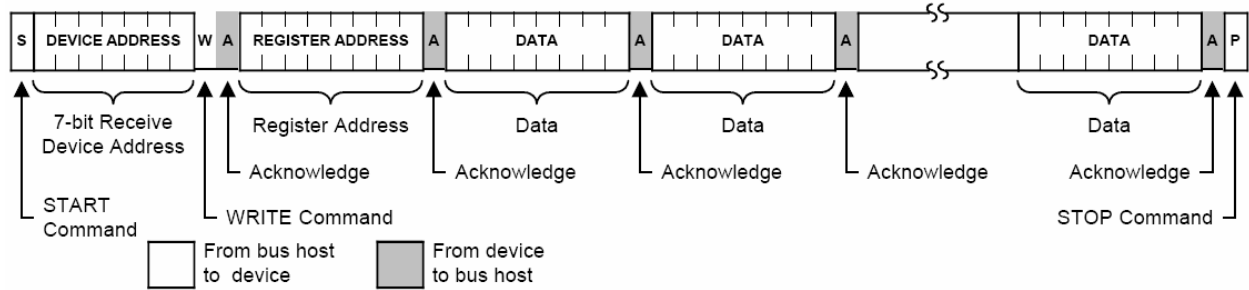 S DEVICE ADDRESS W A REGISTER ADDRESS A DATA A DATA A DATA A P
7-bit Receive
Device Address
Register Address
Data
Data
Data
Acknowledge
Acknowledge
Acknowledge
Acknowledge
Acknowledge
START
Command
WRITE Command
STOP Command
From bus host
to device
From device
to bus host